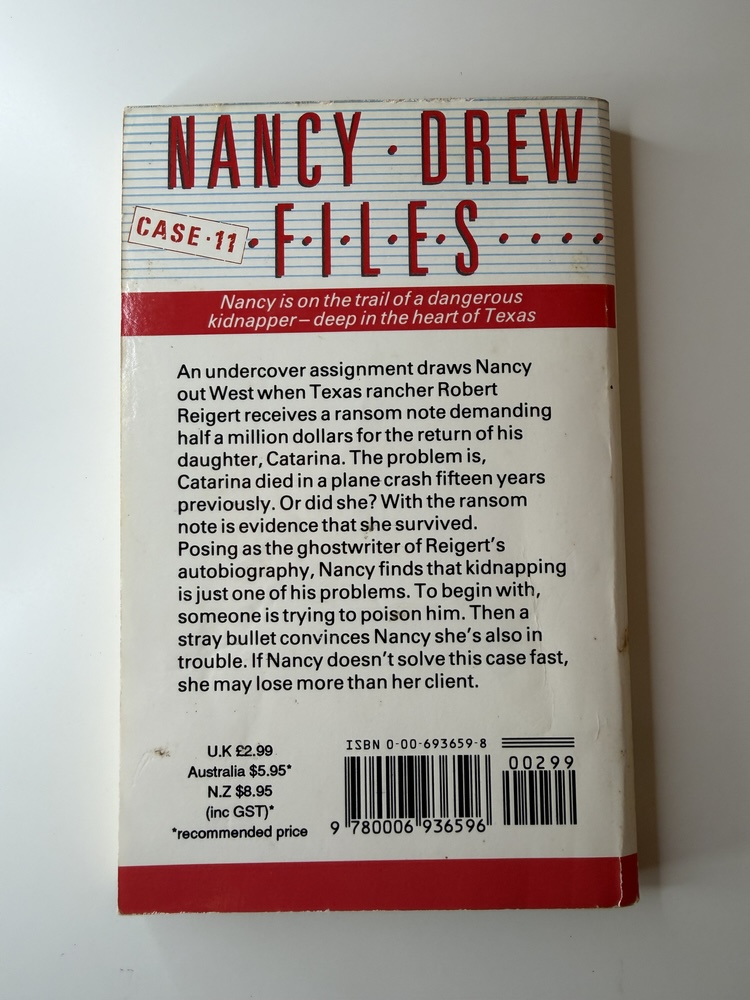 NANCY · DREW
CASE·11
·F·I·L·E·S····
Nancy is on the trail of a dangerous
kidnapper – deep in the heart of Texas
An undercover assignment draws Nancy
out West when Texas rancher Robert
Reigert receives a ransom note demanding
half a million dollars for the return of his
daughter, Catarina. The problem is,
Catarina died in a plane crash fifteen years
previously. Or did she? With the ransom
note is evidence that she survived.
Posing as the ghostwriter of Reigert's
autobiography, Nancy finds that kidnapping
is just one of his problems. To begin with,
someone is trying to poison him. Then a
stray bullet convinces Nancy she's also in
trouble. If Nancy doesn't solve this case fast,
she may lose more than her client.
U.K £2.99
Australia $5.95*
N.Z $8.95
(inc GST)*
*recommended price
ISBN 0-00-693659-8
00299
9 780006 936596